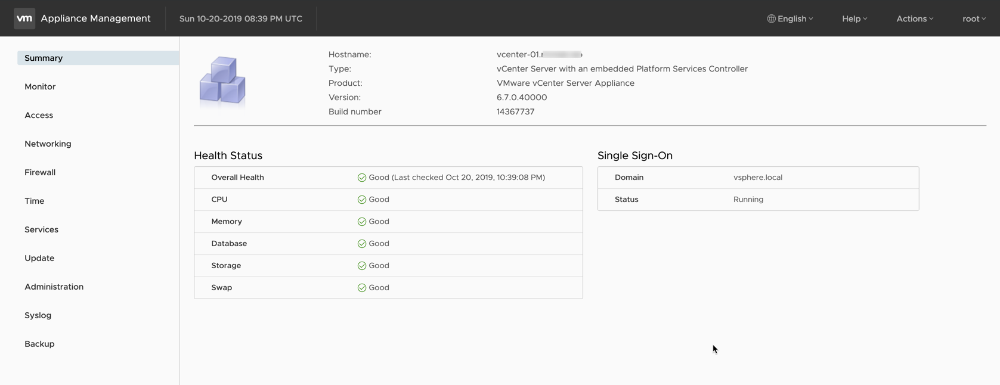 vm Appliance Management Sun 10-20-2019 08:39 PM UTC English Help Actions root
Summary
Monitor
Access
Networking
Firewall
Time
Services
Update
Administration
Syslog
Backup
Hostname: vcenter-01.
Type: vCenter Server with an embedded Platform Services Controller
Product: VMware vCenter Server Appliance
Version: 6.7.0.40000
Build number 14367737
Health Status
Overall Health Good (Last checked Oct 20, 2019, 10:39:08 PM)
CPU Good
Memory Good
Database Good
Storage Good
Swap Good
Single Sign-On
Domain vsphere.local
Status Running